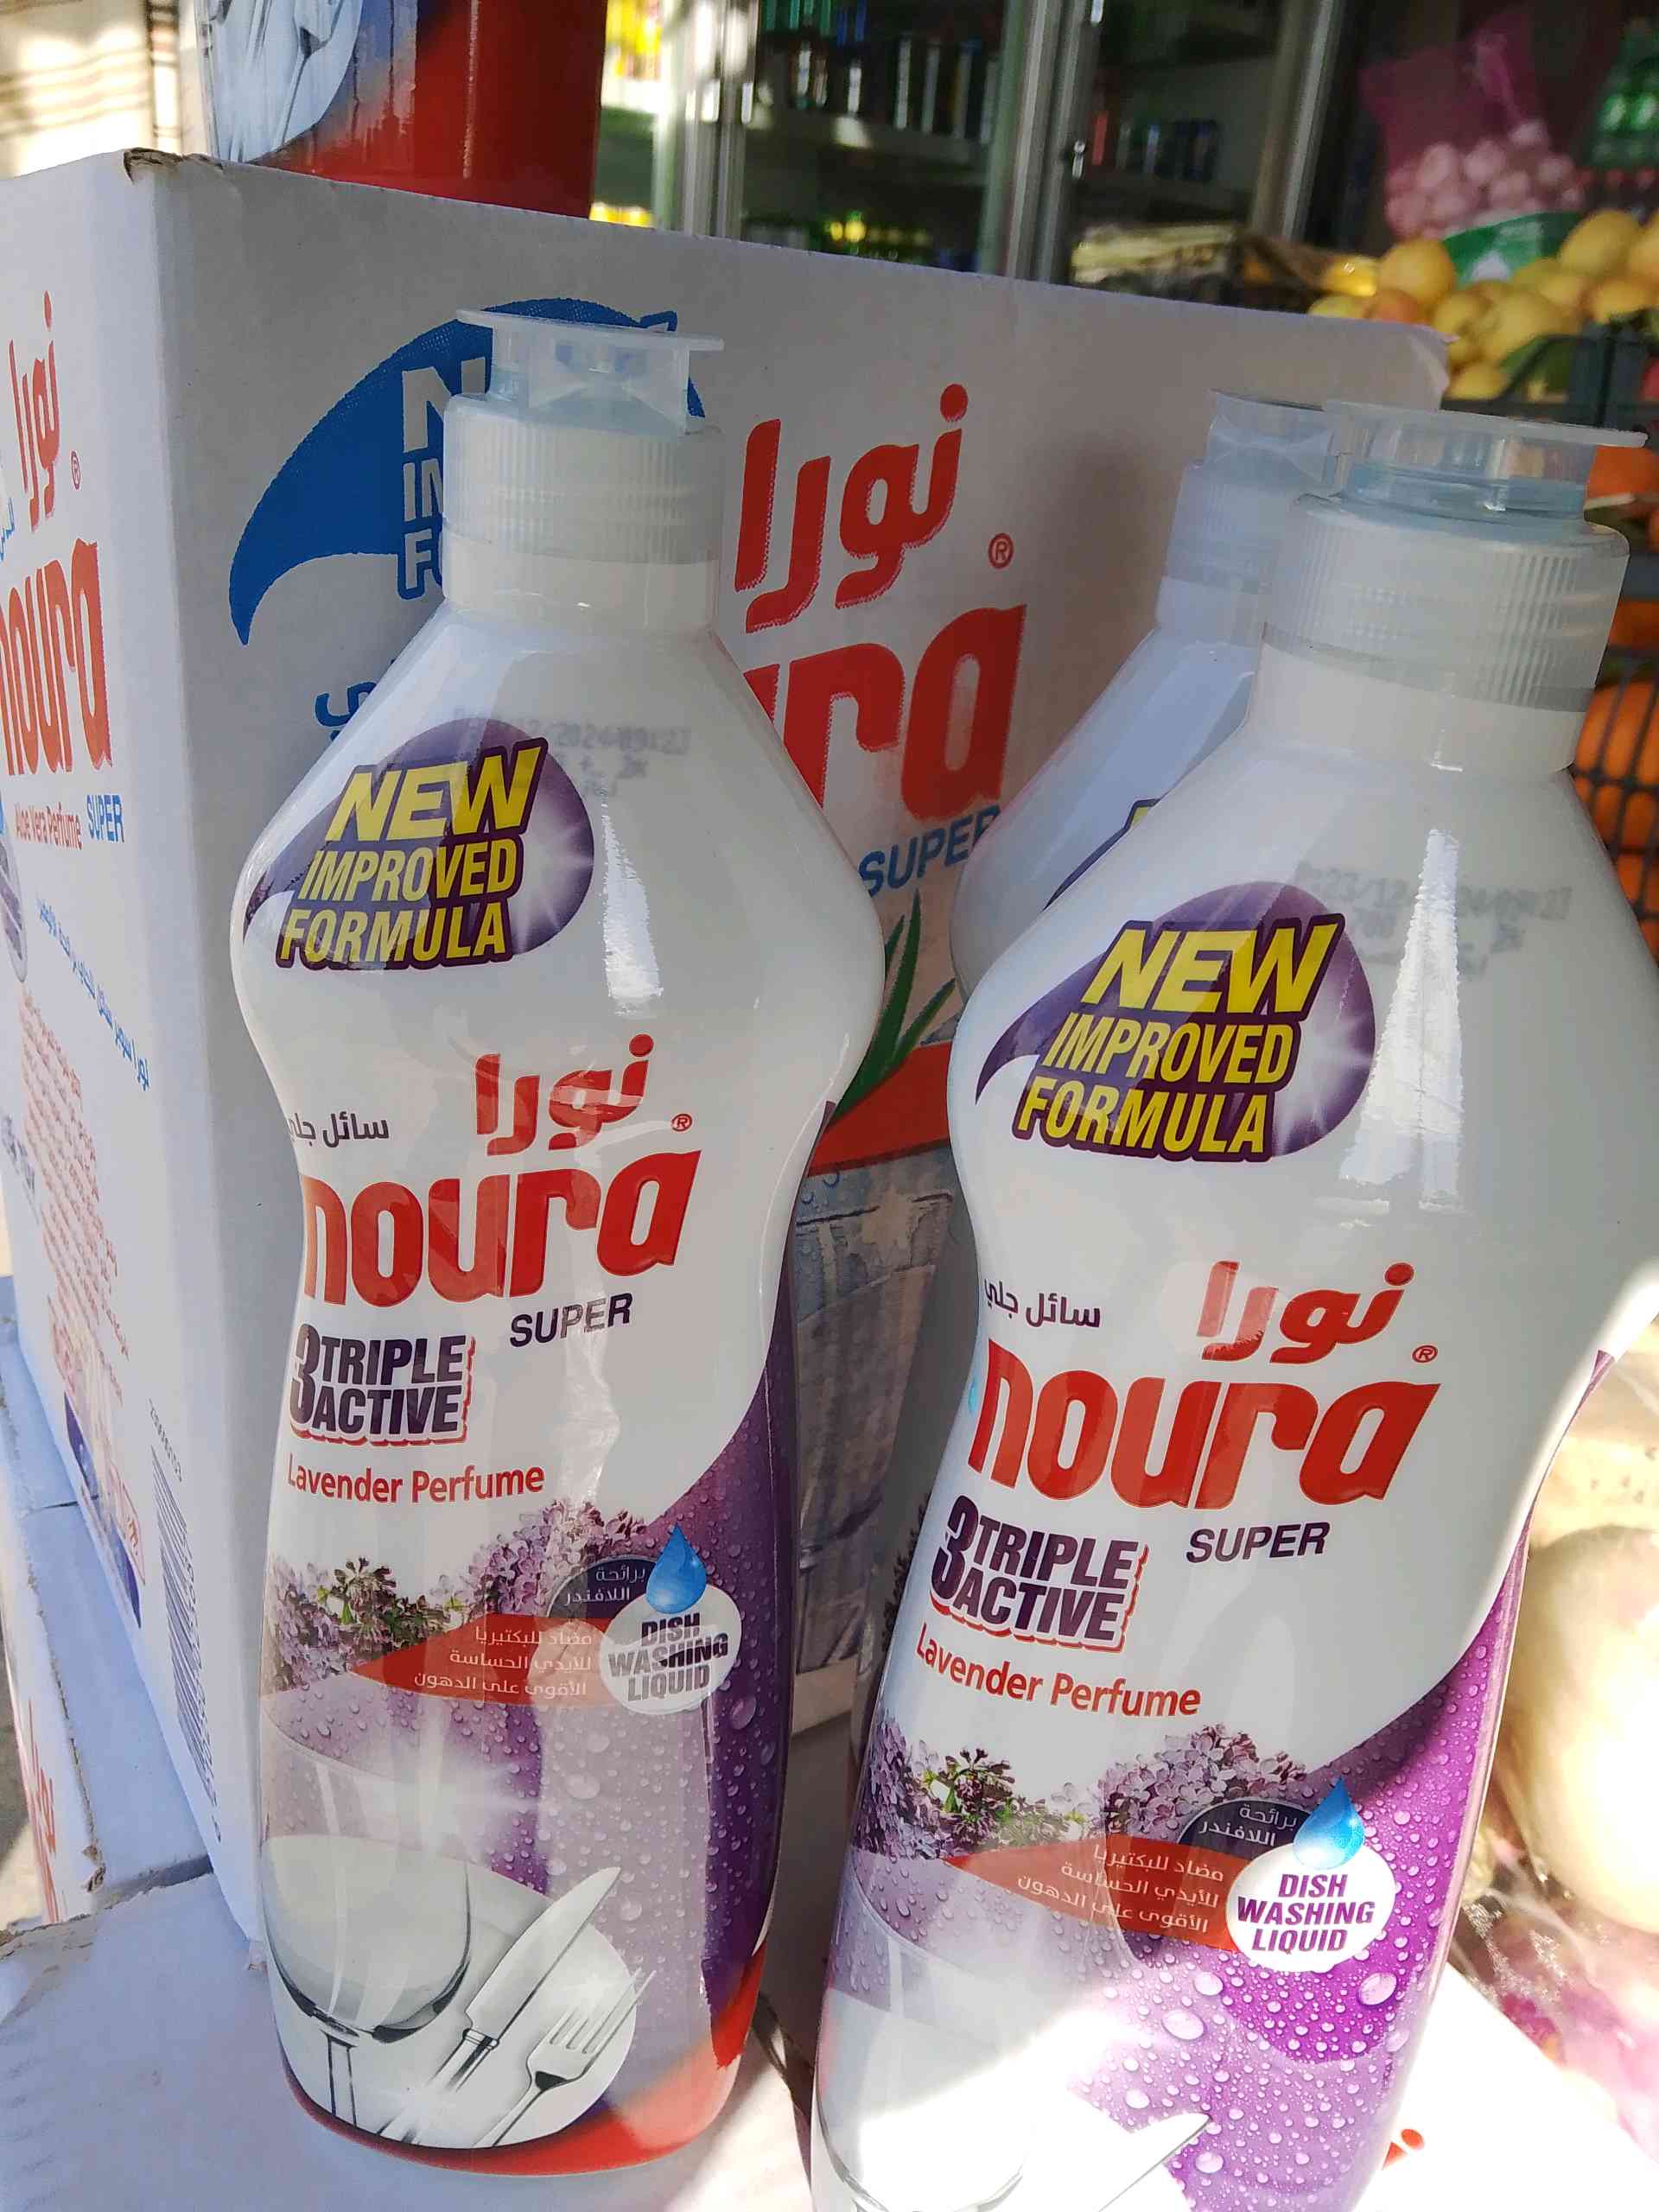 نورا
®
noura
Aloe Vera Perfume SUPER
نورا
®
SUPER
2024/09/27
NEW
IMPROVED
FORMULA
سائل جلي
نورا
®
noura
SUPER
3 TRIPLE
ACTIVE
Lavender Perfume
برائحة
اللافندر
مضاد للبكتيريا
للأيدي الحساسة
الأقوى على الدهون
DISH
WASHING
LIQUID
NEW
IMPROVED
FORMULA
سائل جلي
نورا
®
noura
SUPER
3 TRIPLE
ACTIVE
Lavender Perfume
برائحة
اللافندر
مضاد للبكتيريا
للأيدي الحساسة
الأقوى على الدهون
DISH
WASHING
LIQUID